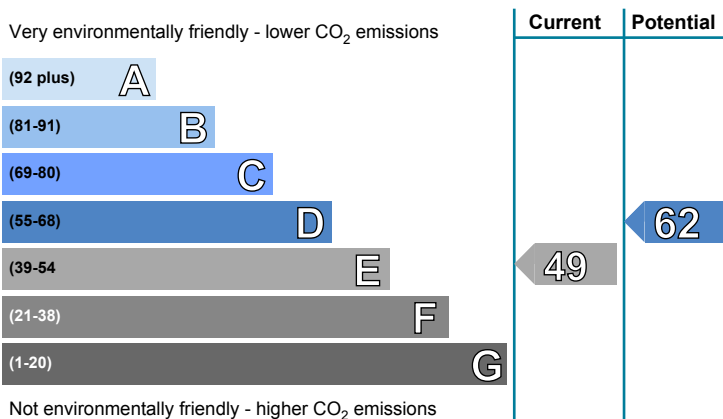 Current Potential
Very environmentally friendly - lower CO₂ emissions
(92 plus) A
(81-91) B
(69-80) C
(55-68) D 62
(39-54 E 49
(21-38) F
(1-20) G
Not environmentally friendly - higher CO₂ emissions